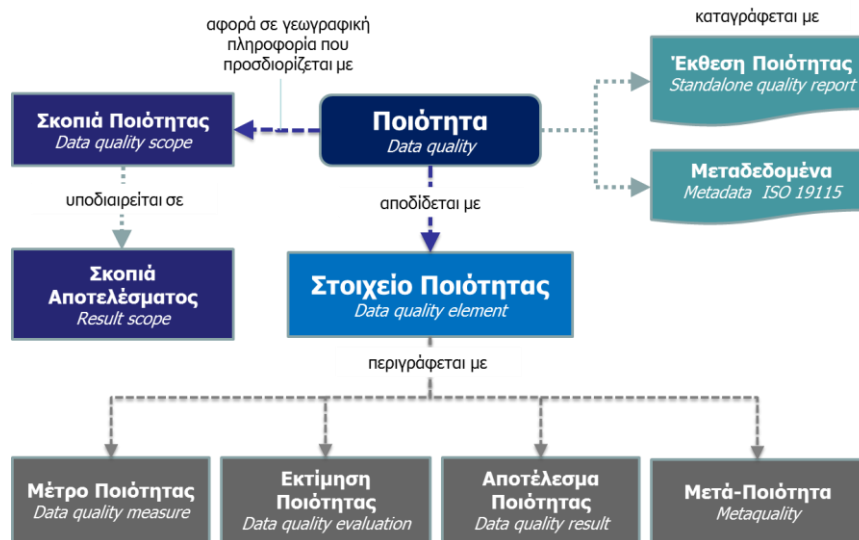 αφορά σε γεωγραφική
πληροφορία που
προσδιορίζεται με
καταγράφεται με
Έκθεση Ποιότητας
Standalone quality report
Σκοπιά Ποιότητας
Data quality scope
Ποιότητα
Data quality
Μεταδεδομένα
Metadata ISO 19115
υποδιαιρείται σε
αποδίδεται με
Σκοπιά
Αποτελέσματος
Result scope
Στοιχείο Ποιότητας
Data quality element
περιγράφεται με
Μέτρο Ποιότητας
Data quality measure
Εκτίμηση
Ποιότητας
Data quality evaluation
Αποτέλεσμα
Ποιότητας
Data quality result
Μετά-Ποιότητα
Metaquality